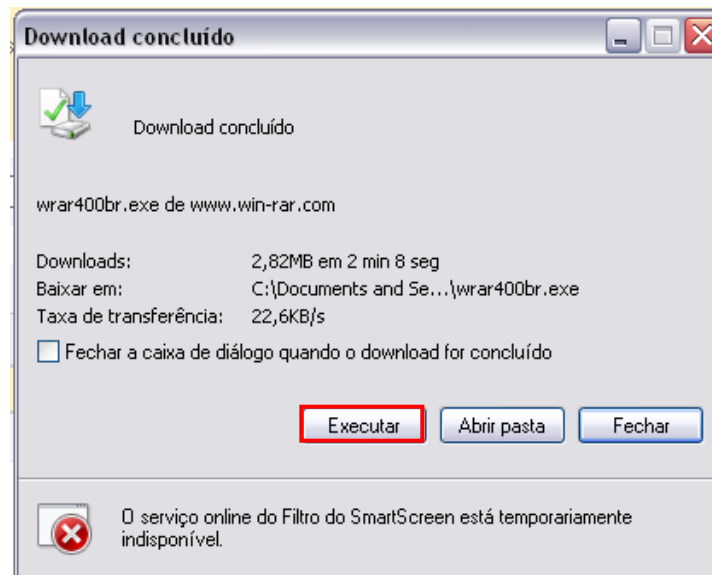 Download concluído
Download concluído
wrar400br.exe de www.win-rar.com
Downloads: 2,82MB em 2 min 8 seg
Baixar em: C:\Documents and Se...\wrar400br.exe
Taxa de transferência: 22,6KB/s
Fechar a caixa de diálogo quando o download for concluído
Executar Abrir pasta Fechar
O serviço online do Filtro do SmartScreen está temporariamente
indisponível.